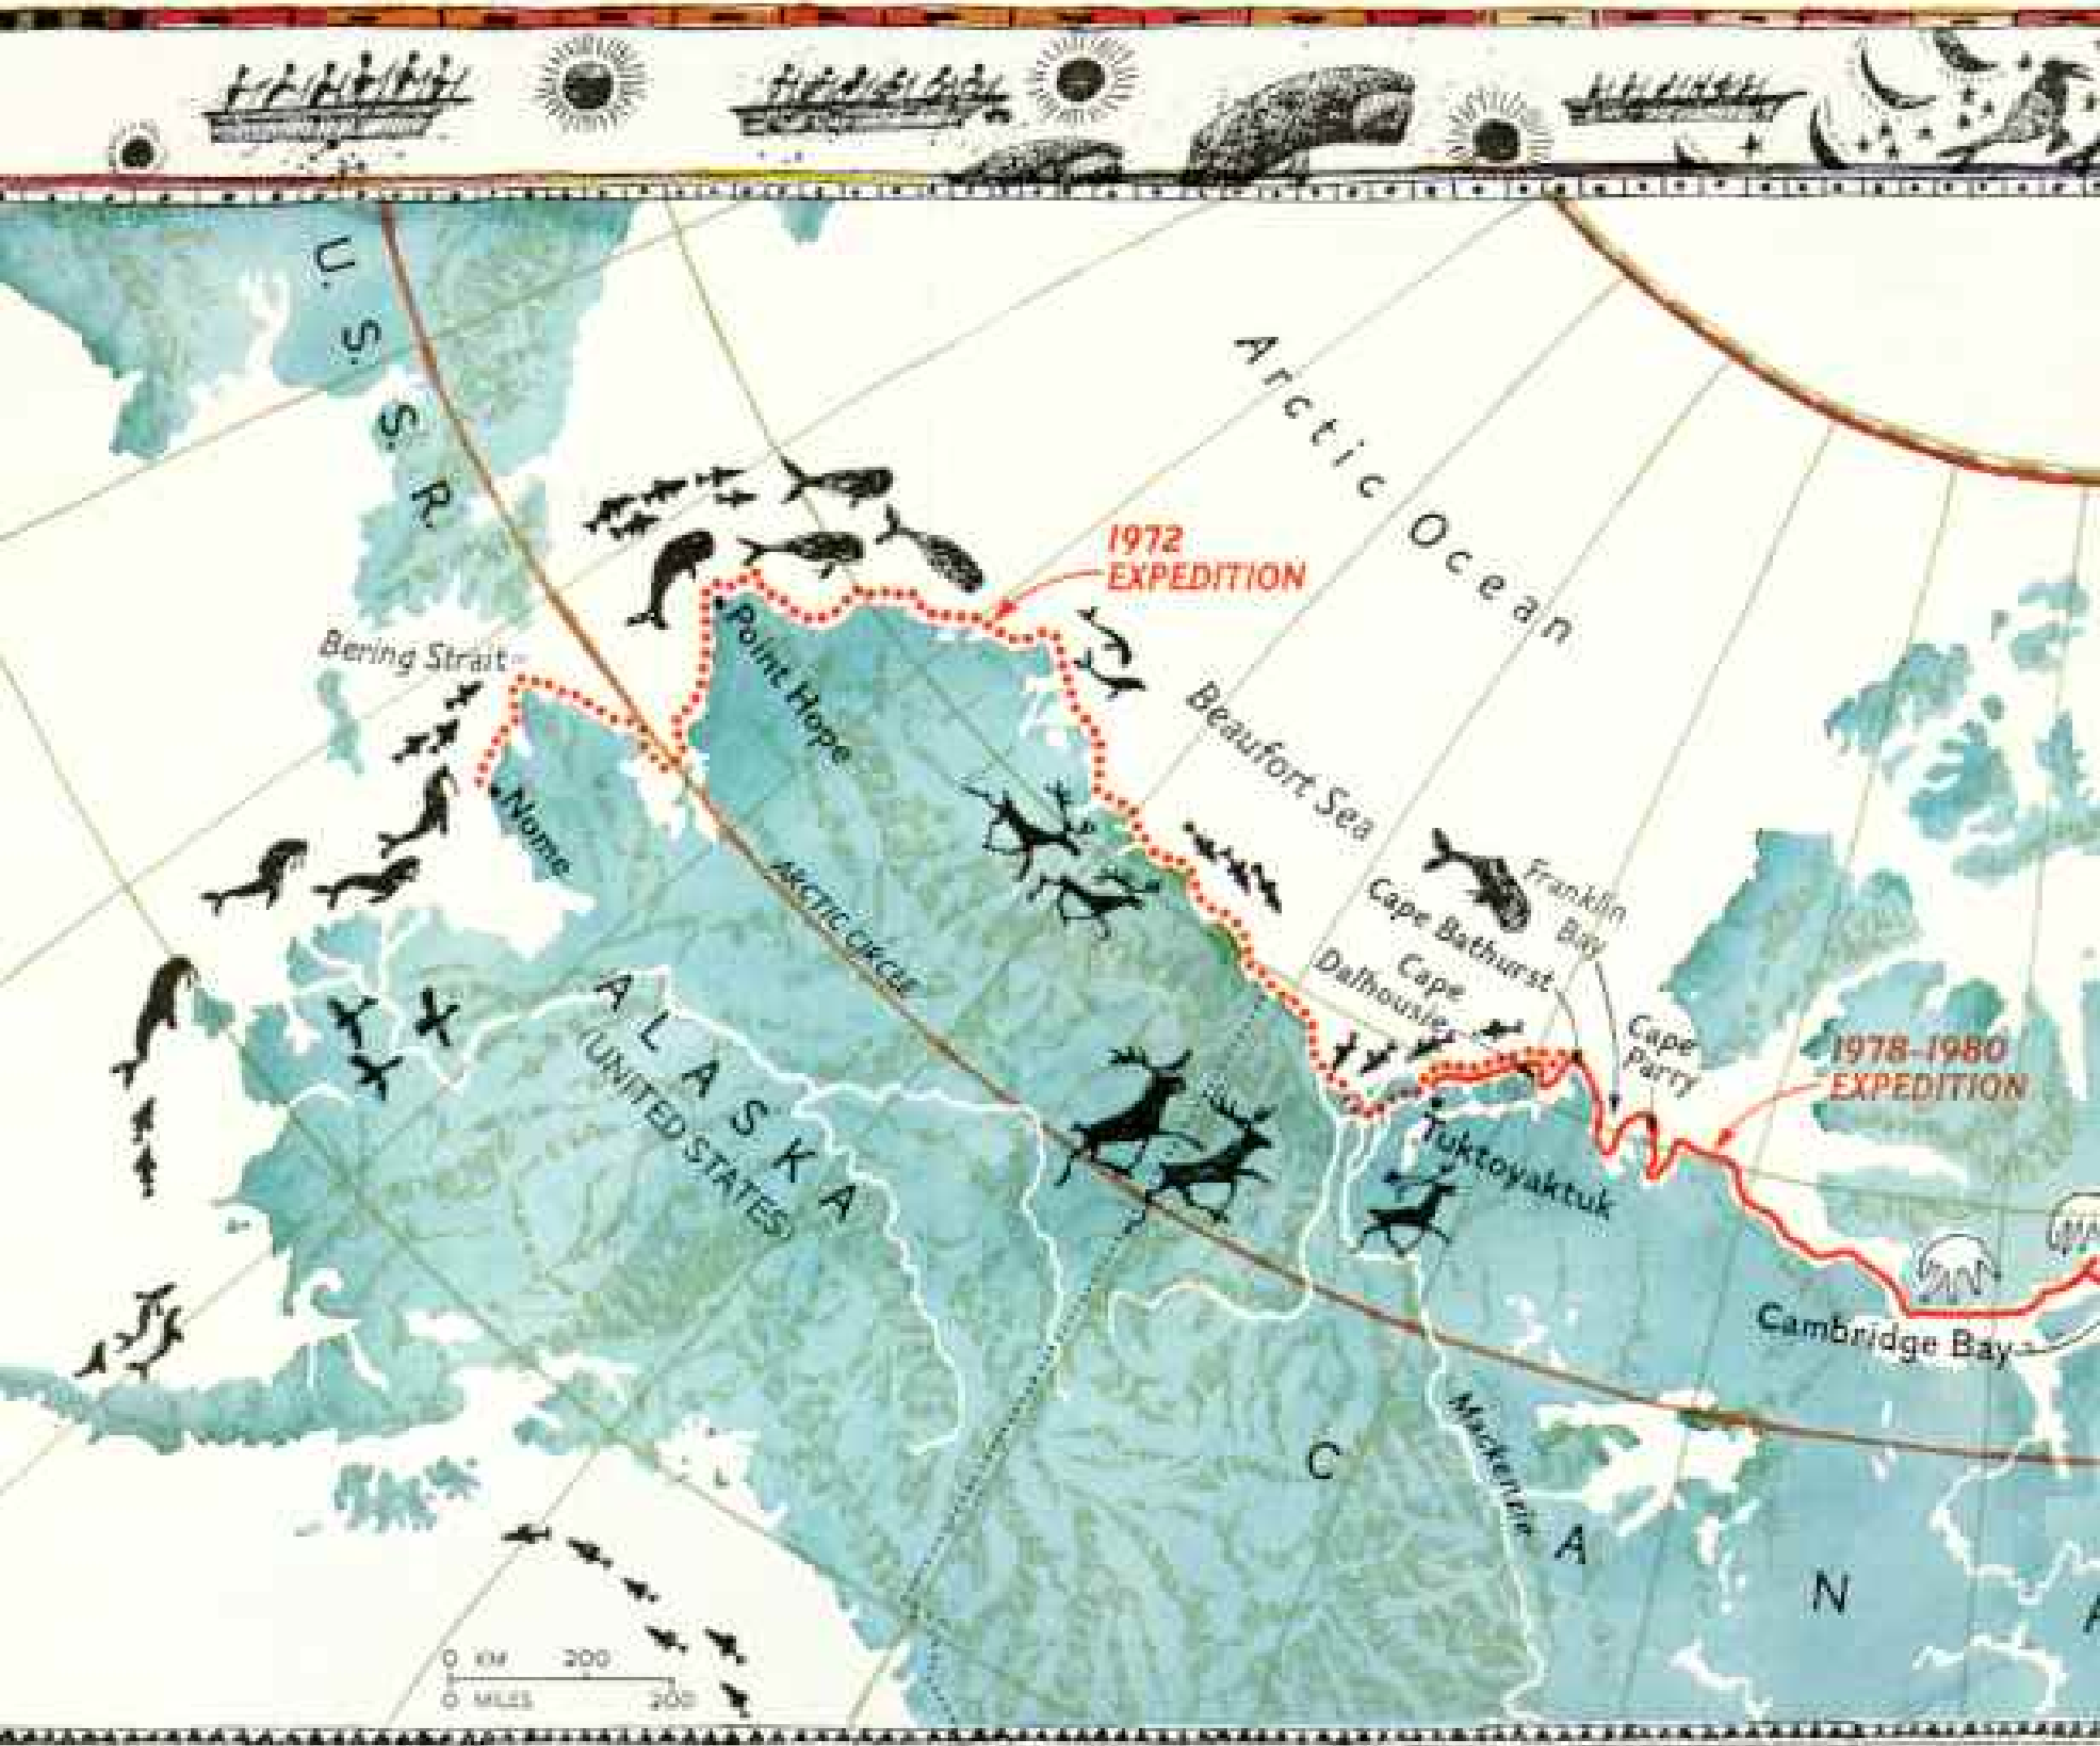 U. S. S. R.
Arctic Ocean
1972
EXPEDITION
Bering Strait
Point Hope
Beaufort Sea
Nome
ARCTIC CIRCLE
Franklin
Bay
Cape Bathurst
Cape
Dalhousie
Cape
Parry
1978-1980
EXPEDITION
ALASKA
(UNITED STATES)
Tuktoyaktuk
Cambridge Bay
Mackenzie
C A N A
0 KM 200
0 MILES 200